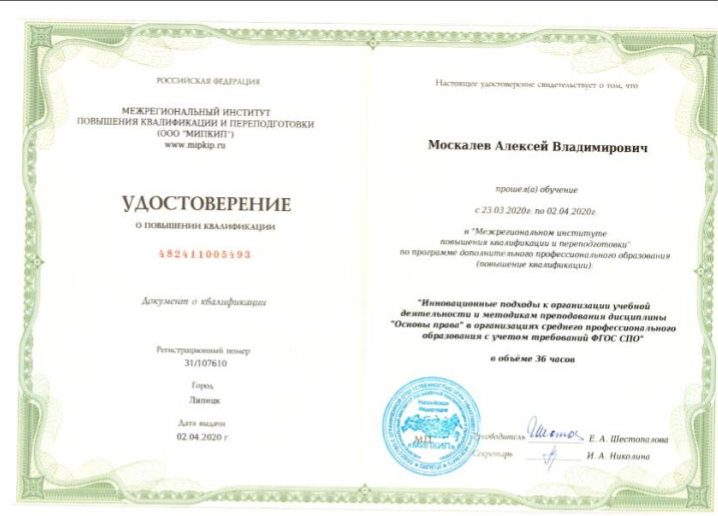 РОССИЙСКАЯ ФЕДЕРАЦИЯ
МЕЖРЕГИОНАЛЬНЫЙ ИНСТИТУТ
ПОВЫШЕНИЯ КВАЛИФИКАЦИИ И ПЕРЕПОДГОТОВКИ
(ООО "МИПКИП")
www.mipkip.ru
УДОСТОВЕРЕНИЕ
О ПОВЫШЕНИИ КВАЛИФИКАЦИИ
482411005493
Документ о квалификации
Регистрационный номер
31/107610
Город
Липецк
Дата выдачи
02.04.2020 г.
Настоящее удостоверение свидетельствует о том, что
Москалев Алексей Владимирович
прошел(а) обучение
с 23.03.2020г. по 02.04.2020г.
в "Межрегиональном институте
повышения квалификации и переподготовки"
по программе дополнительного профессионального образования
(повышение квалификации):
"Инновационные подходы к организации учебной
деятельности и методикам преподавания дисциплины
"Основы права" в организациях среднего профессионального
образования с учетом требований ФГОС СПО"
в объёме 36 часов
Российская
Федерация
«МИПКИП»
М.П.
Руководитель Е. А. Шестопалова
Секретарь И. А. Николина